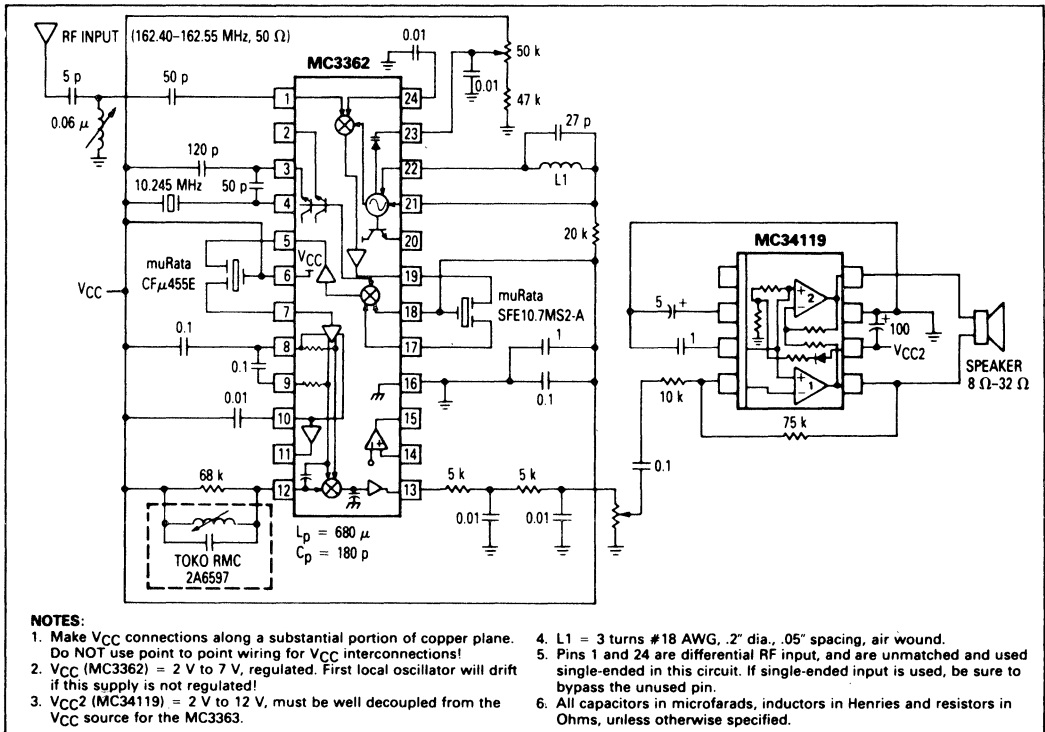 RF INPUT (162.40–162.55 MHz, 50 Ω)
5 p
50 p
0.06 μ
120 p
10.245 MHz
50 p
muRata
CFμ455E
VCC
0.1
0.1
0.01
68 k
TOKO RMC
2A6597
MC3362
1
2
3
4
5
6
7
8
9
10
11
12
VCC
24
23
22
21
20
19
18
17
16
15
14
13
Lp = 680 μ
Cp = 180 p
0.01
0.01
50 k
47 k
27 p
L1
20 k
muRata
SFE10.7MS2-A
1
0.1
5 k
5 k
0.01
0.01
0.1
10 k
75 k
5 +
1
MC34119
+ 2
–
+ 1
–
+
100
VCC2
SPEAKER
8 Ω–32 Ω
NOTES:
1. Make VCC connections along a substantial portion of copper plane.
Do NOT use point to point wiring for VCC interconnections!
2. VCC (MC3362) = 2 V to 7 V, regulated. First local oscillator will drift
if this supply is not regulated!
3. VCC2 (MC34119) = 2 V to 12 V, must be well decoupled from the
VCC source for the MC3363.
4. L1 = 3 turns #18 AWG, .2" dia., .05" spacing, air wound.
5. Pins 1 and 24 are differential RF input, and are unmatched and used
single-ended in this circuit. If single-ended input is used, be sure to
bypass the unused pin.
6. All capacitors in microfarads, inductors in Henries and resistors in
Ohms, unless otherwise specified.